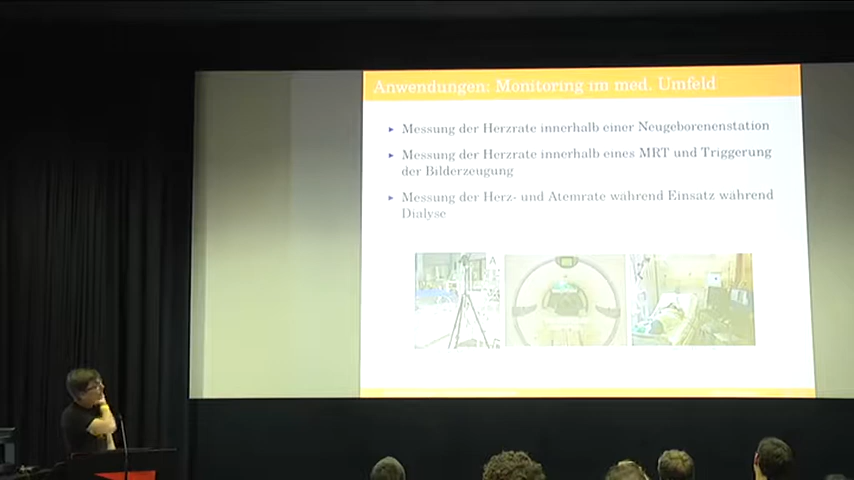 Anwendungen: Monitoring im med. Umfeld
Messung der Herzrate innerhalb einer Neugeborenenstation
Messung der Herzrate innerhalb eines MRT und Triggerung
der Bilderzeugung
Messung der Herz- und Atemrate während Einsatz während
Dialyse